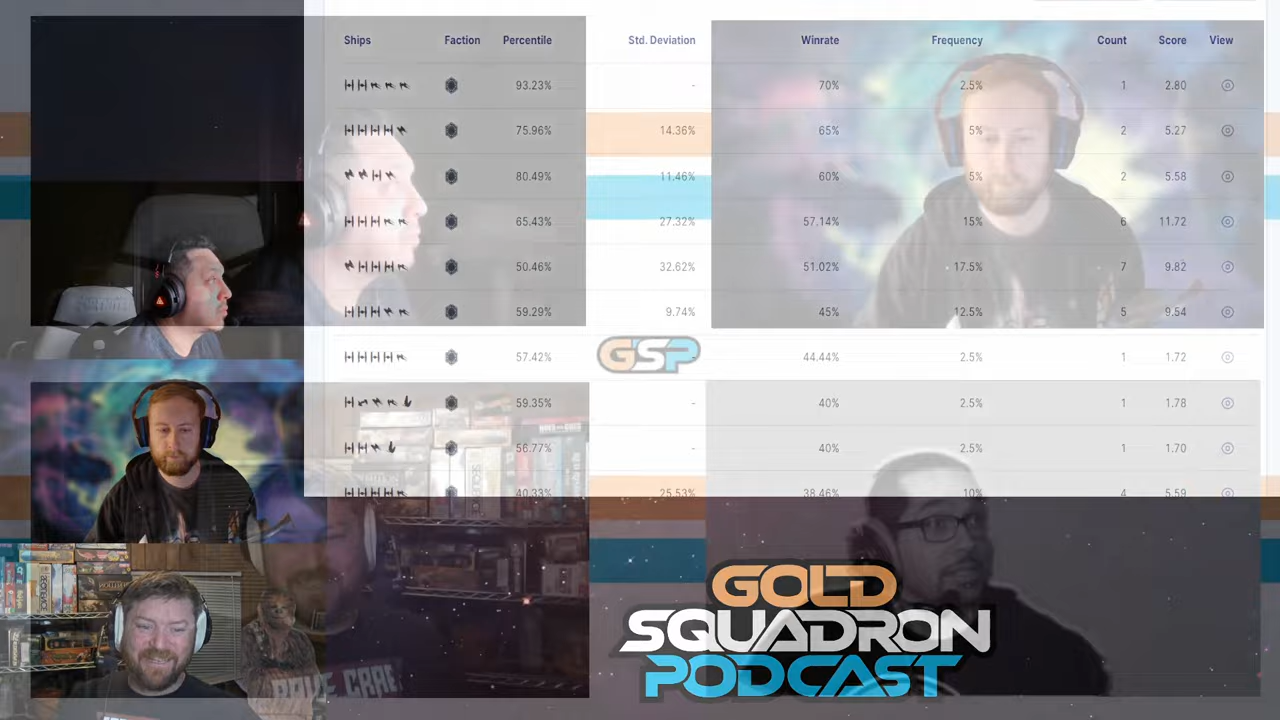 Ships Faction Percentile Std. Deviation Winrate Frequency Count Score View
93.23% - 70% 2.5% 1 2.80
75.96% 14.36% 65% 5% 2 5.27
80.49% 11.46% 60% 5% 2 5.58
65.43% 27.32% 57.14% 15% 6 11.72
50.46% 32.62% 51.02% 17.5% 7 9.82
59.29% 9.74% 45% 12.5% 5 9.54
57.42% - 44.44% 2.5% 1 1.72
GSP
59.35% - 40% 2.5% 1 1.78
56.77% - 40% 2.5% 1 1.70
40.33% 25.53% 38.46% 10% 4 5.59
GOLD
SQUADRON
PODCAST